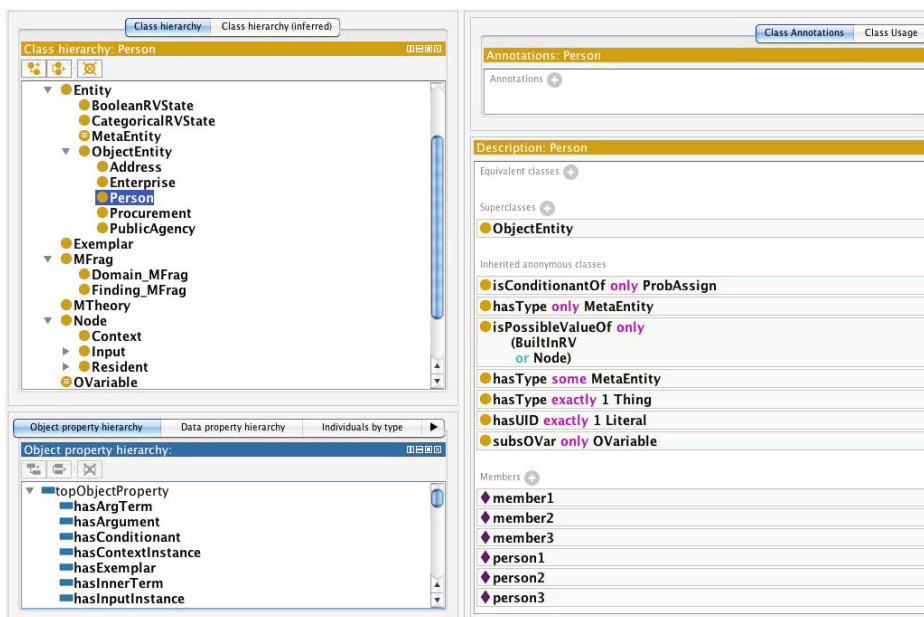 Class hierarchy Class hierarchy (inferred)
Class hierarchy: Person
Entity
BooleanRVState
CategoricalRVState
MetaEntity
ObjectEntity
Address
Enterprise
Person
Procurement
PublicAgency
Exemplar
MFrag
Domain_MFrag
Finding_MFrag
MTheory
Node
Context
Input
Resident
OVariable
Object property hierarchy Data property hierarchy Individuals by type
Object property hierarchy:
topObjectProperty
hasArgTerm
hasArgument
hasConditionant
hasContextInstance
hasExemplar
hasInnerTerm
hasInputInstance
Class Annotations Class Usage
Annotations: Person
Annotations
Description: Person
Equivalent classes
Superclasses
ObjectEntity
Inherited anonymous classes
isConditionantOf only ProbAssign
hasType only MetaEntity
isPossibleValueOf only
(BuiltInRV
or Node)
hasType some MetaEntity
hasType exactly 1 Thing
hasUID exactly 1 Literal
subsOVar only OVariable
Members
member1
member2
member3
person1
person2
person3